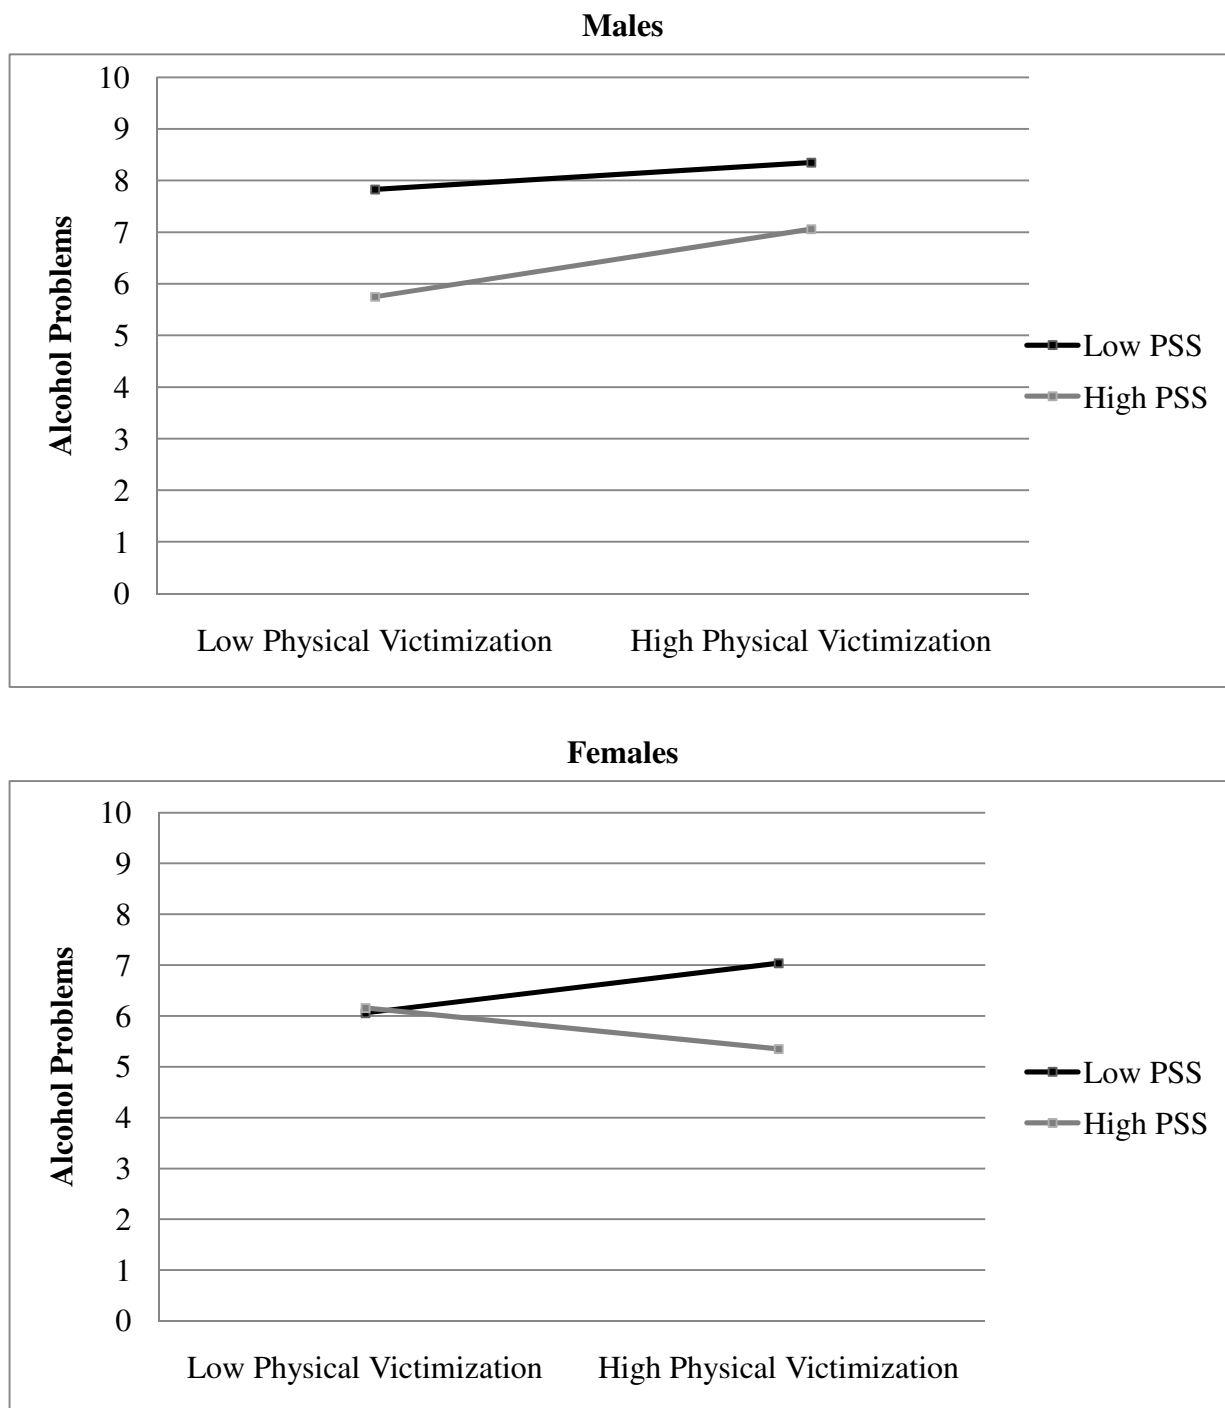 Males
10
9
8
7
6
5
4
3
2
1
0
Alcohol Problems
Low Physical Victimization High Physical Victimization
Low PSS
High PSS
Females
10
9
8
7
6
5
4
3
2
1
0
Alcohol Problems
Low Physical Victimization High Physical Victimization
Low PSS
High PSS